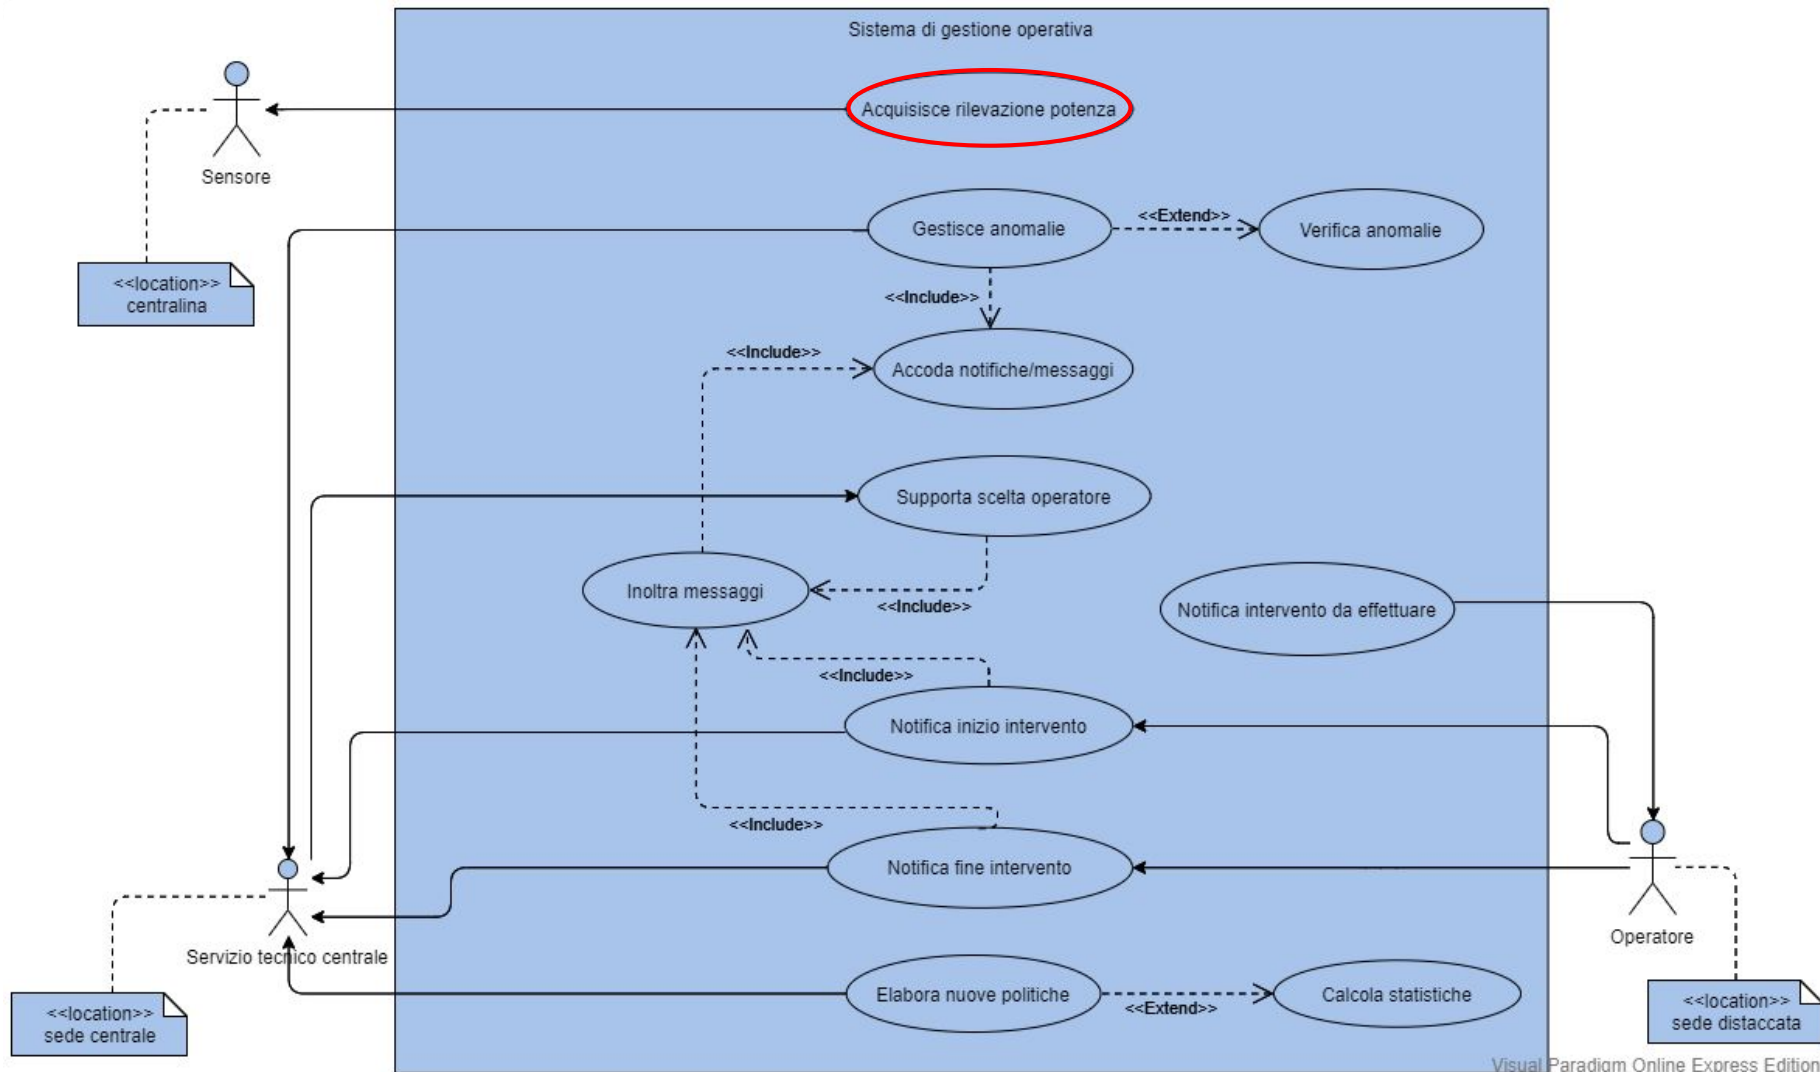 Sistema di gestione operativa
Acquisisce rilevazione potenza
Sensore
Gestisce anomalie
<<Extend>>
Verifica anomalie
<<location>>
centralina
<<Include>>
<<Include>>
Accoda notifiche/messaggi
Supporta scelta operatore
Inoltra messaggi
<<Include>>
Notifica intervento da effettuare
<<Include>>
Notifica inizio intervento
<<Include>>
Notifica fine intervento
Servizio tecnico centrale
Operatore
Elabora nuove politiche
<<Extend>>
Calcola statistiche
<<location>>
sede centrale
<<location>>
sede distaccata
Visual Paradigm Online Express Edition